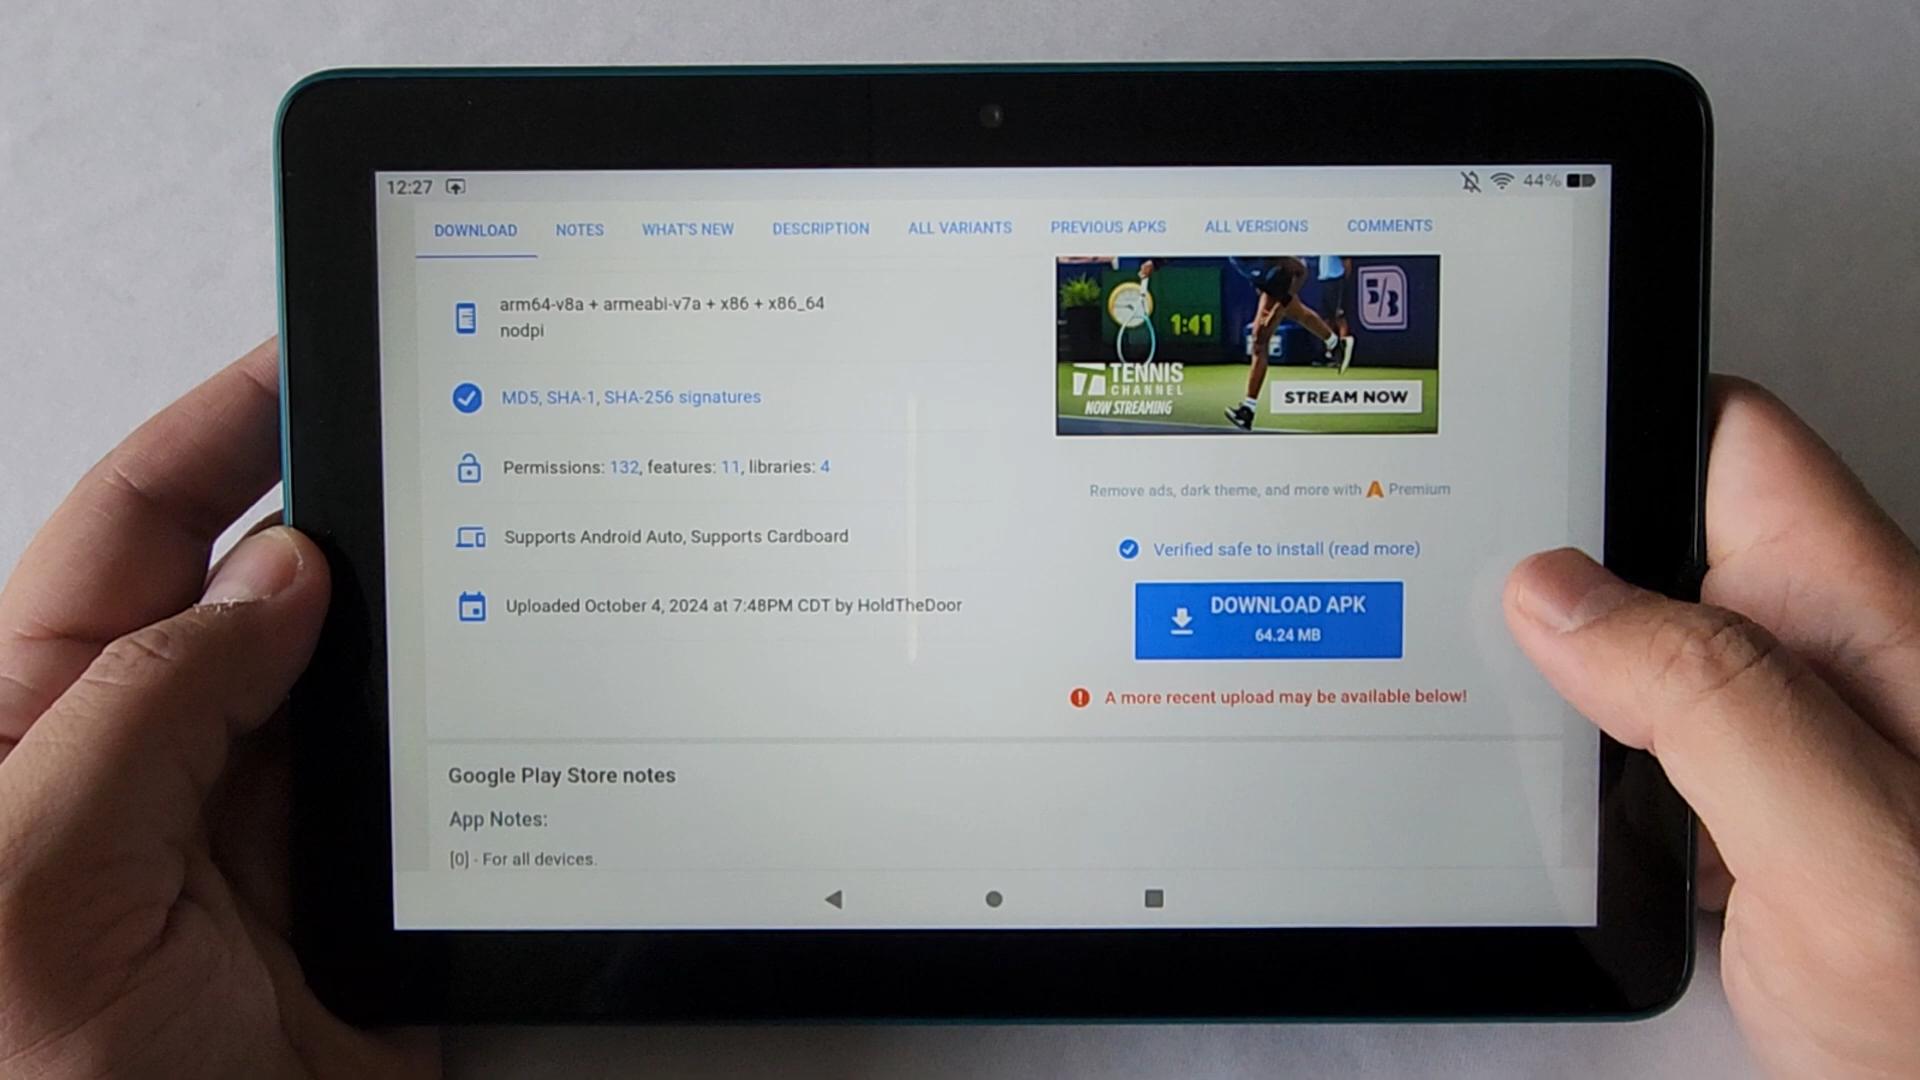 12:27
44%
DOWNLOAD NOTES WHAT'S NEW DESCRIPTION ALL VARIANTS PREVIOUS APKS ALL VERSIONS COMMENTS
arm64-v8a + armeabi-v7a + x86 + x86_64
nodpi
MD5, SHA-1, SHA-256 signatures
Permissions: 132, features: 11, libraries: 4
Supports Android Auto, Supports Cardboard
Uploaded October 4, 2024 at 7:48PM CDT by HoldTheDoor
1:41
5/3
TENNIS
CHANNEL
NOW STREAMING
STREAM NOW
Remove ads, dark theme, and more with Premium
Verified safe to install (read more)
DOWNLOAD APK
64.24 MB
A more recent upload may be available below!
Google Play Store notes
App Notes:
[0] - For all devices.